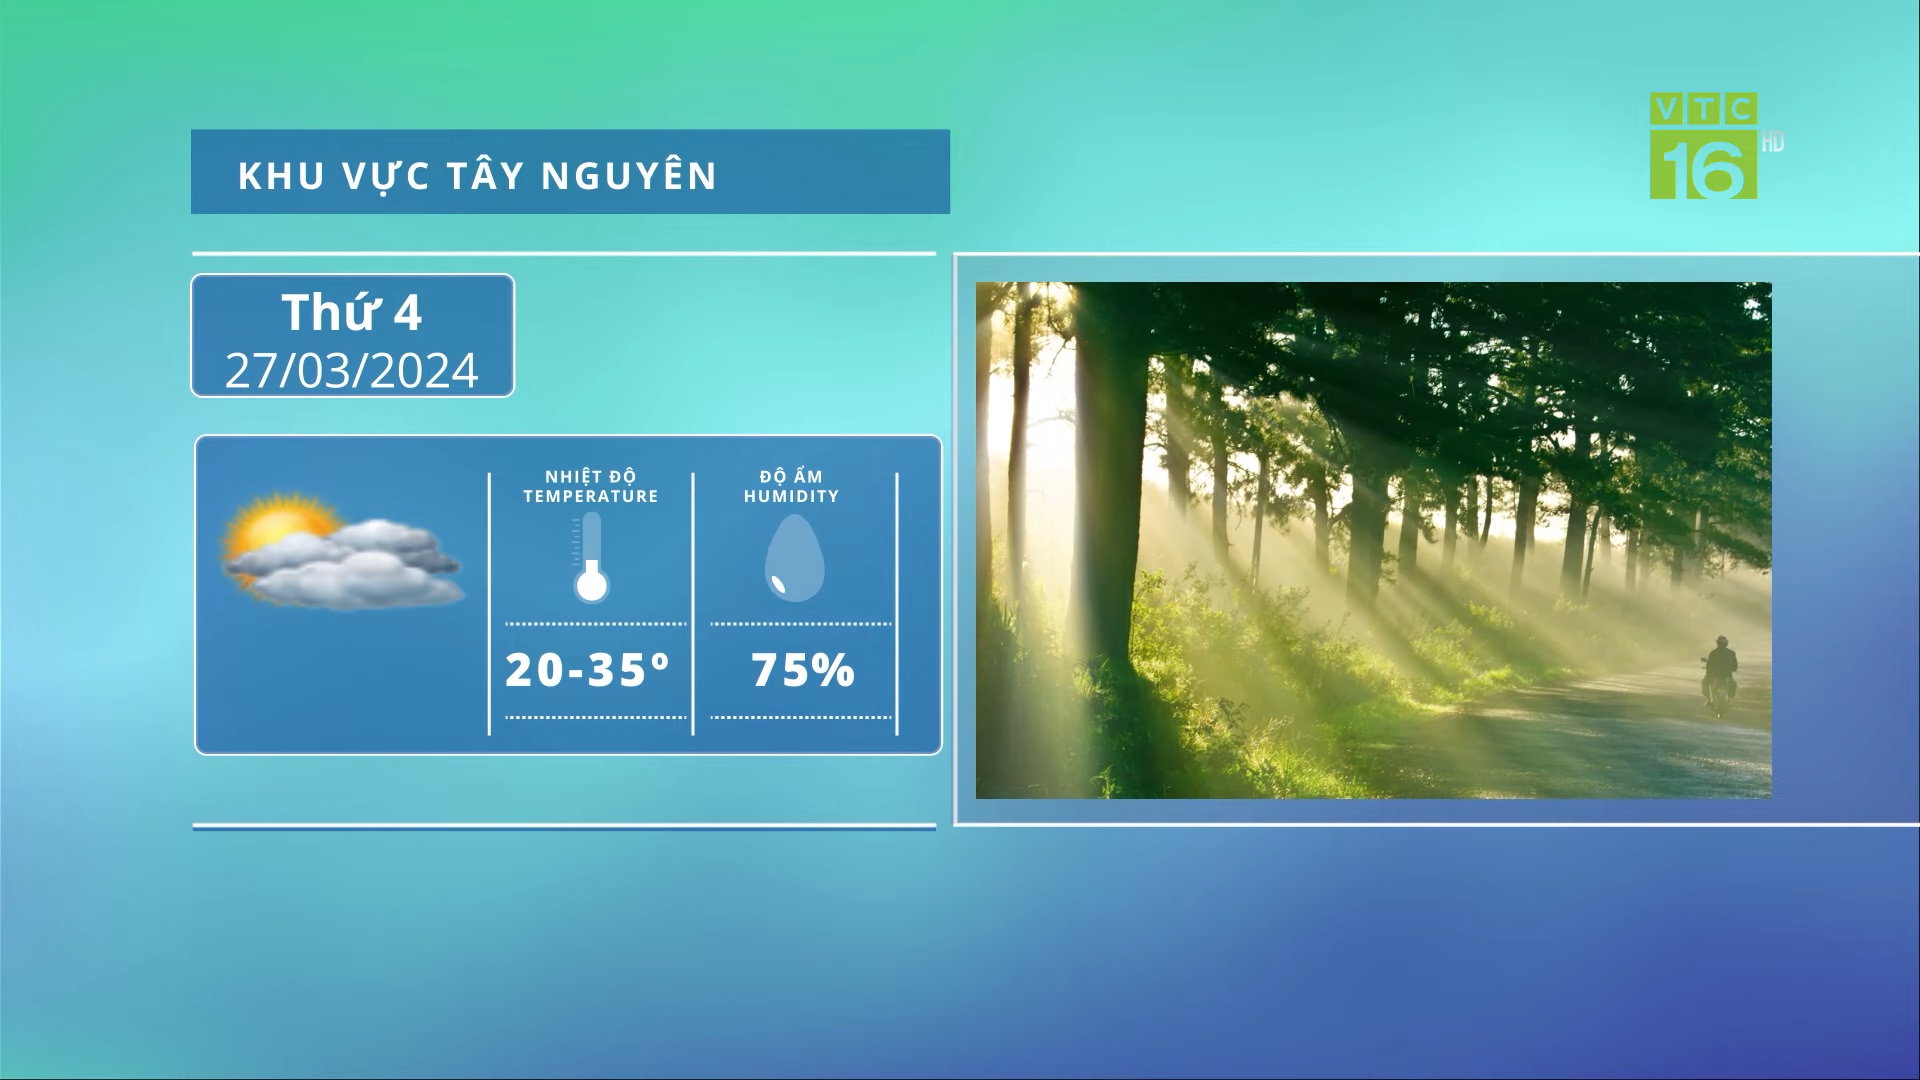 KHU VỰC TÂY NGUYÊN
VTC
16 HD
Thứ 4
27/03/2024
NHIỆT ĐỘ
TEMPERATURE
20-35º
ĐỘ ẨM
HUMIDITY
75%